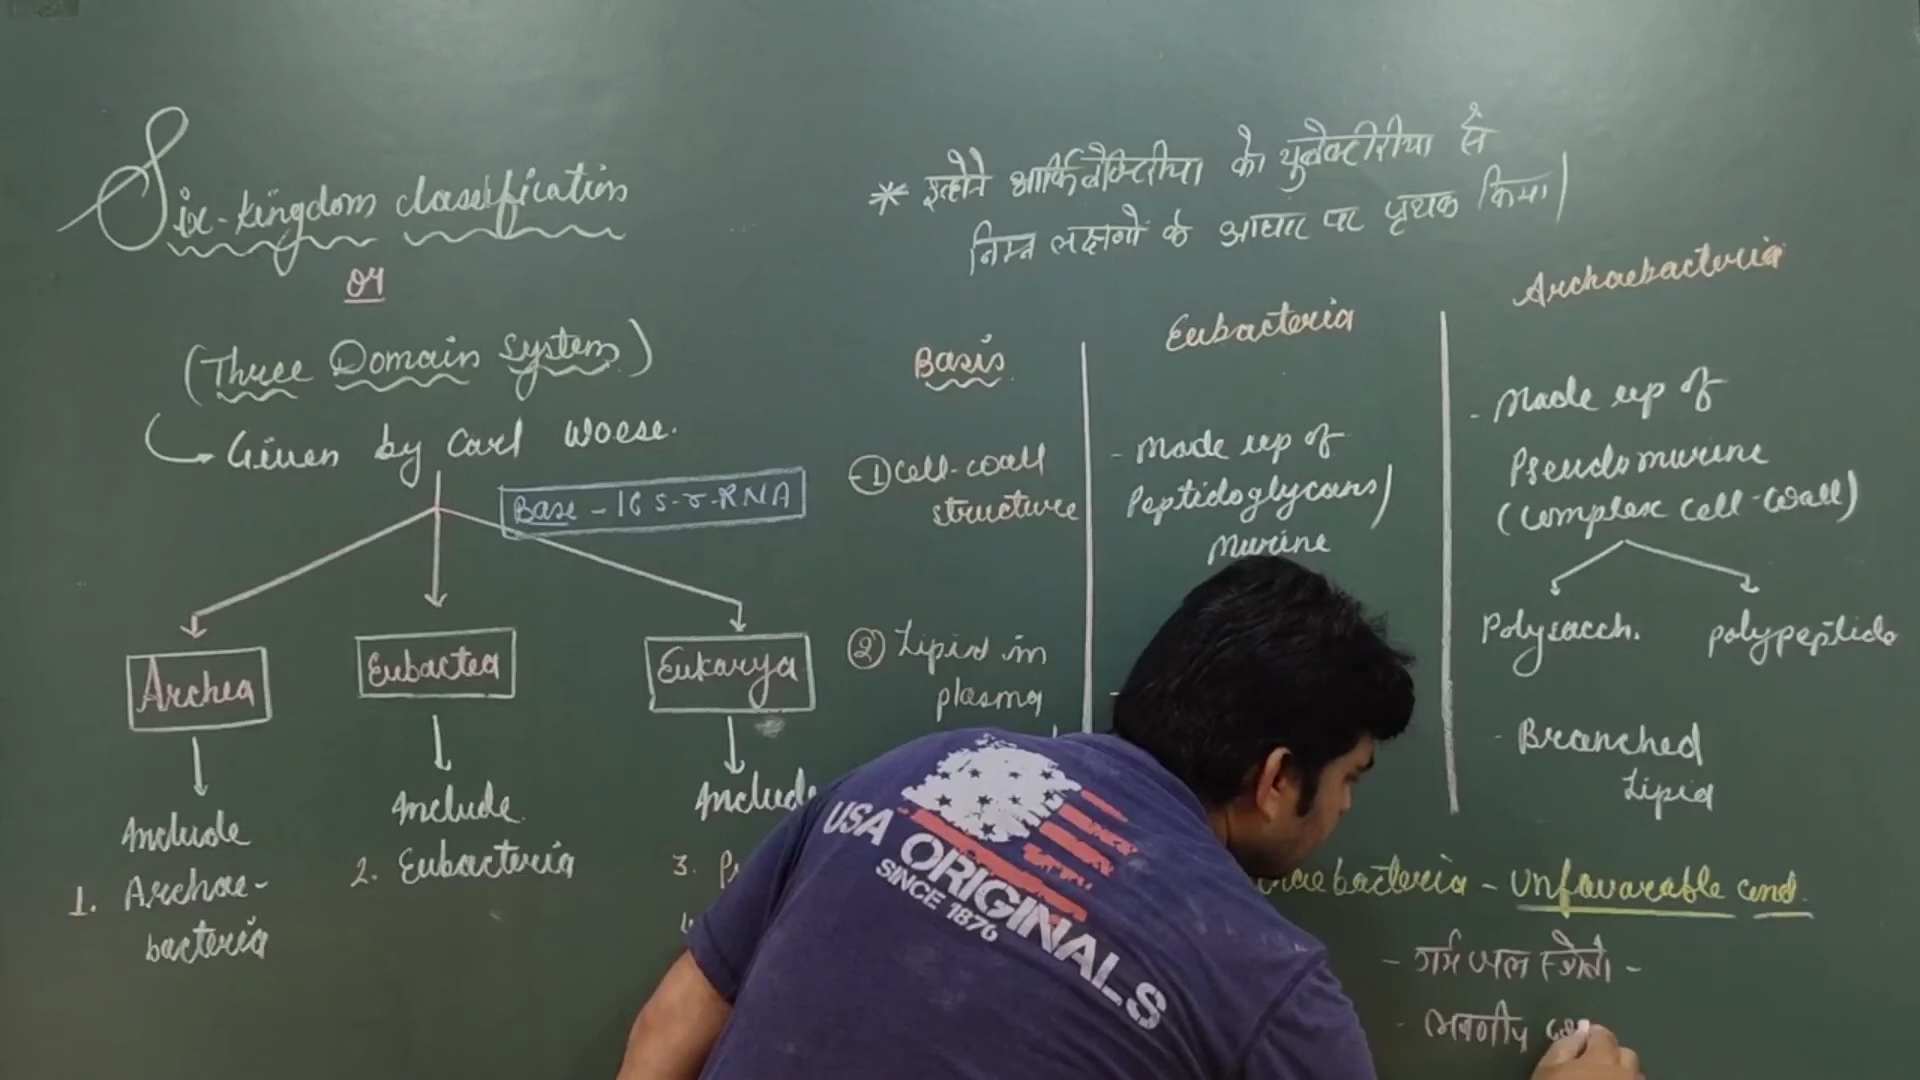 Six-kingdom classification
or
(Three Domain System)
Given by Carl Woese.
Base - 16 s-r-RNA
Archea
Eubactea
Eukarya
Include
1. Archae-
bacteria
Include
2. Eubacteria
Include
3.
* इन्होंने आर्किबैक्टिरीया को युबैक्टीरीया से
निम्न लक्षणों के आधार पर पृथक किया।
Basis
Eubacteria
Archaebacteria
① Cell-wall
structure
- Made up of
Peptidoglycans/
Murine
- Made up of
Pseudomurine
(Complex cell-wall)
Polysacch.
polypeptide
② Lipid in
plasma
- Branched
Lipid
bacteria - Unfavarable cond.
- गर्म जल स्त्रोतो -
- लवणीय
USA ORIGINALS
SINCE 1876